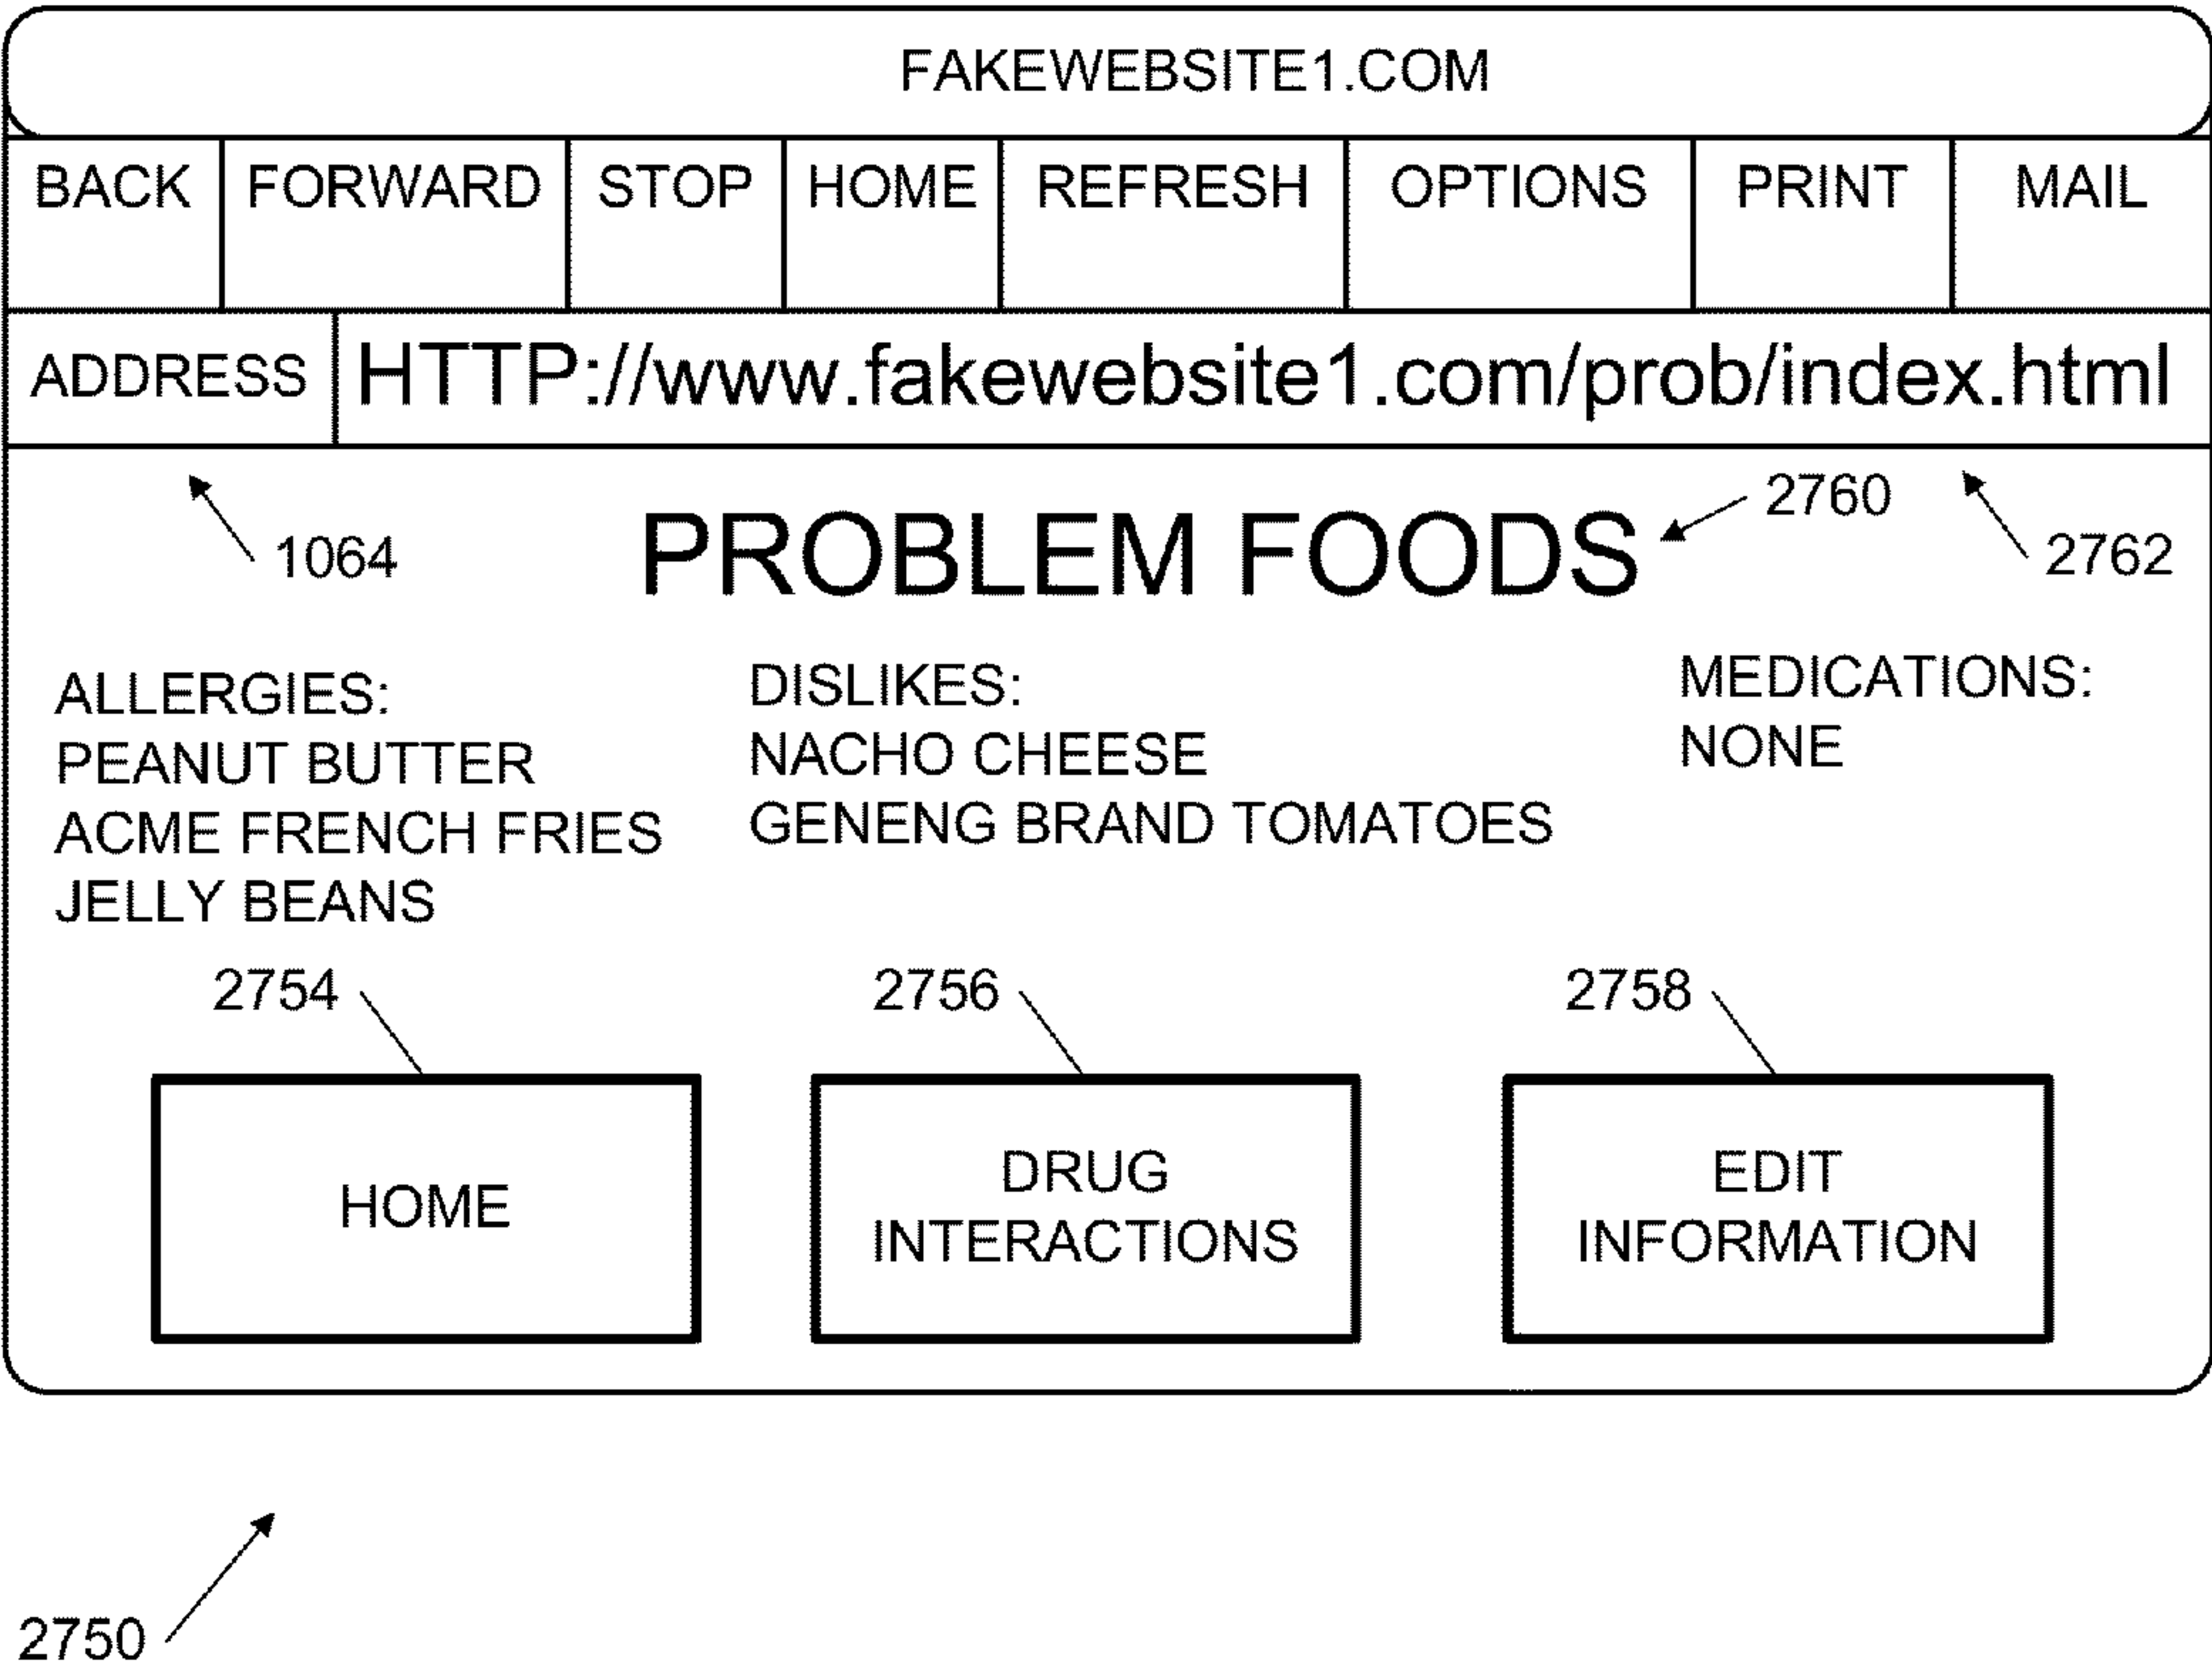 FAKEWEBSITE1.COM
BACK FORWARD STOP HOME REFRESH OPTIONS PRINT MAIL
ADDRESS HTTP://www.fakewebsite1.com/prob/index.html
2760
1064 PROBLEM FOODS 2762
ALLERGIES:
PEANUT BUTTER
ACME FRENCH FRIES
JELLY BEANS
DISLIKES:
NACHO CHEESE
GENENG BRAND TOMATOES
MEDICATIONS:
NONE
2754 2756 2758
HOME
DRUG
INTERACTIONS
EDIT
INFORMATION
2750